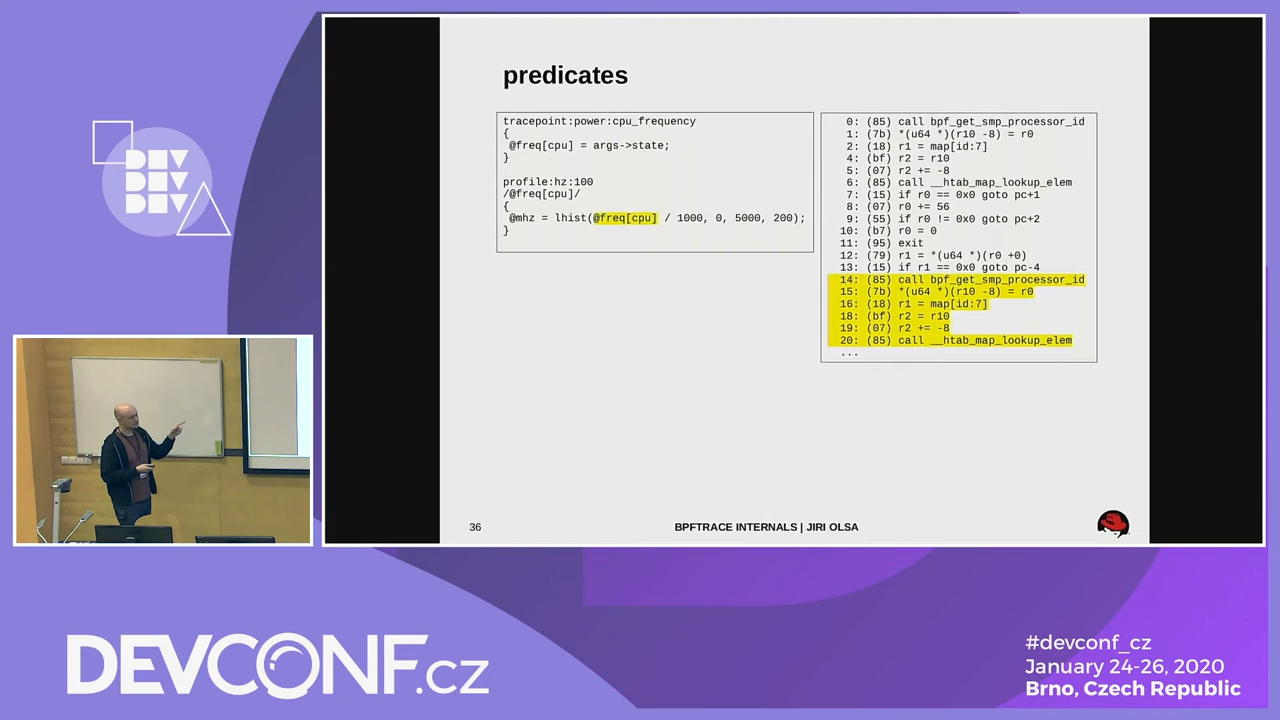 DEV
DEV
DEV
predicates
tracepoint:power:cpu_frequency
{
 @freq[cpu] = args->state;
}
profile:hz:100
/@freq[cpu]/
{
 @mhz = lhist(@freq[cpu] / 1000, 0, 5000, 200);
}
0: (85) call bpf_get_smp_processor_id
1: (7b) *(u64 *)(r10 -8) = r0
2: (18) r1 = map[id:7]
4: (bf) r2 = r10
5: (07) r2 += -8
6: (85) call __htab_map_lookup_elem
7: (15) if r0 == 0x0 goto pc+1
8: (07) r0 += 56
9: (55) if r0 != 0x0 goto pc+2
10: (b7) r0 = 0
11: (95) exit
12: (79) r1 = *(u64 *)(r0 +0)
13: (15) if r1 == 0x0 goto pc-4
14: (85) call bpf_get_smp_processor_id
15: (7b) *(u64 *)(r10 -8) = r0
16: (18) r1 = map[id:7]
18: (bf) r2 = r10
19: (07) r2 += -8
20: (85) call __htab_map_lookup_elem
...
36
BPFTRACE INTERNALS | JIRI OLSA
DEVCONF.cz
#devconf_cz
January 24-26, 2020
Brno, Czech Republic